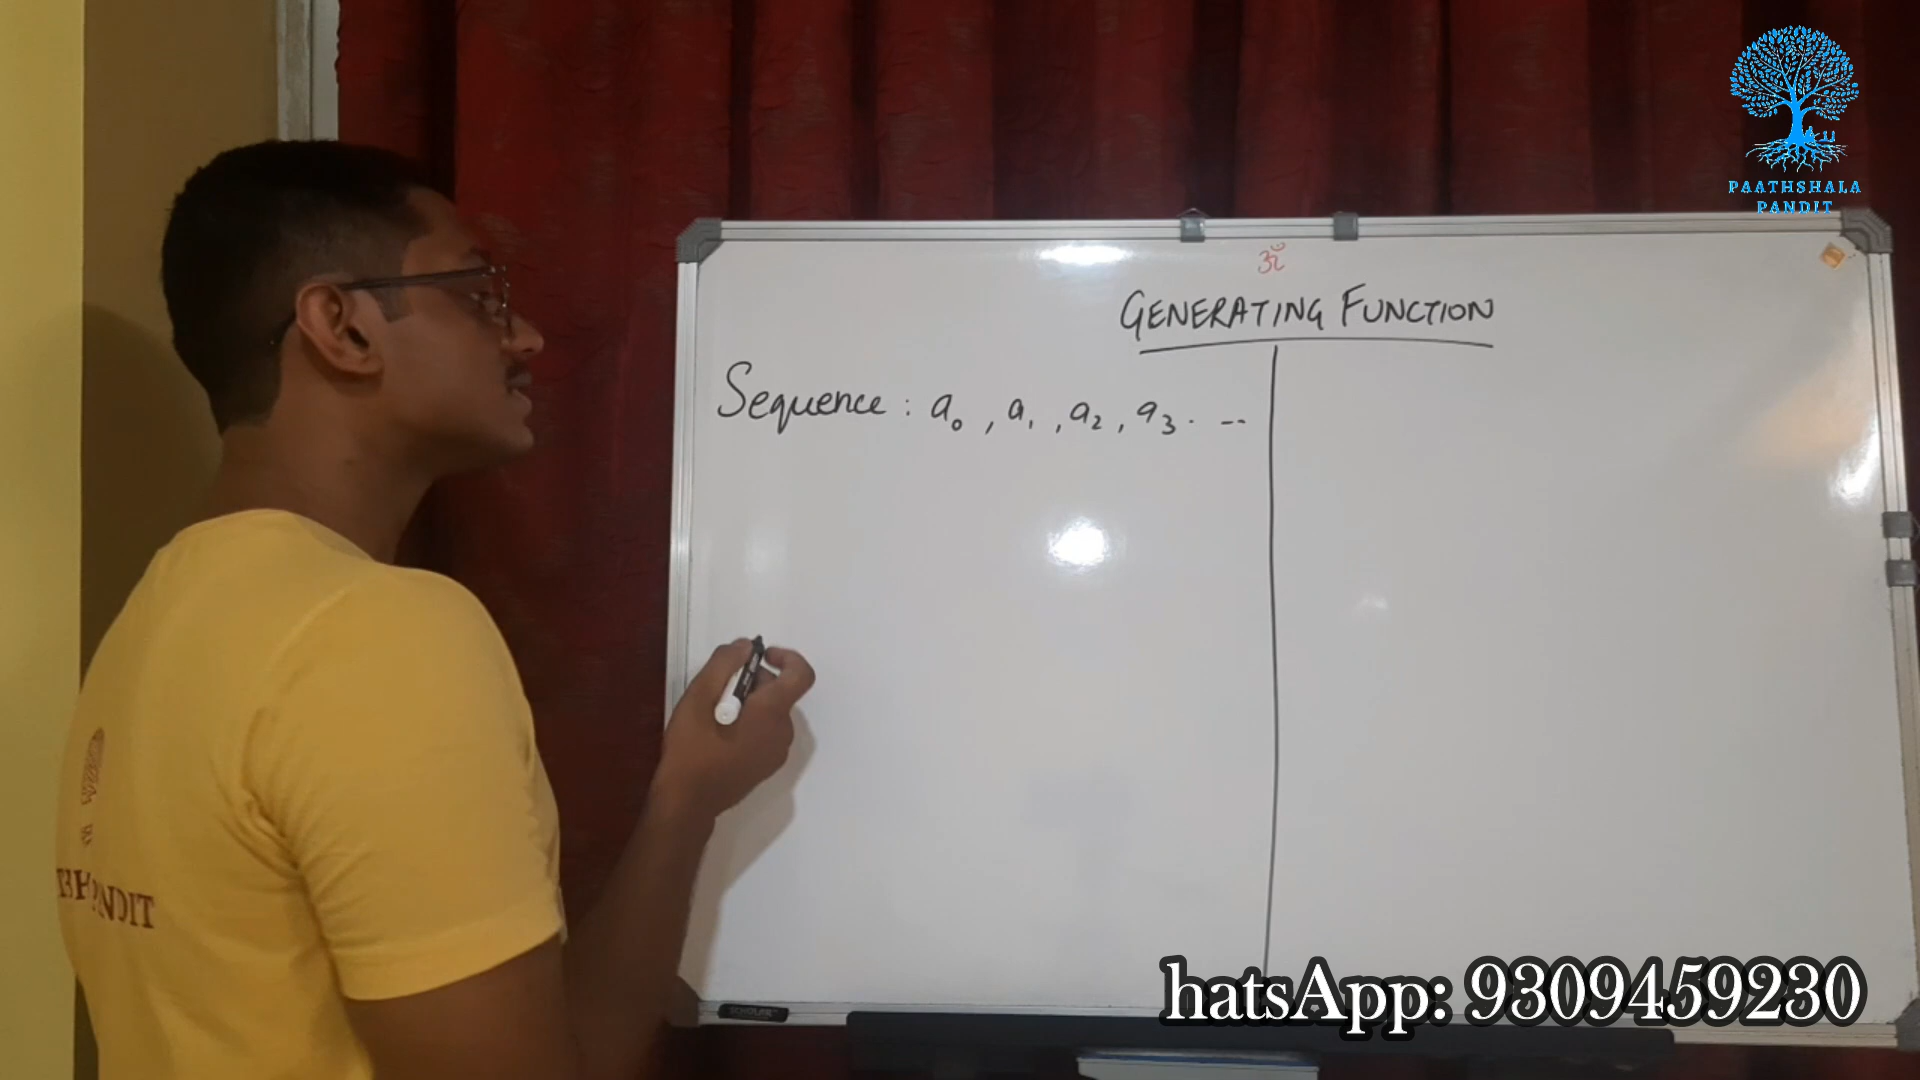 PAATHSHALA
PANDIT
ॐ
GENERATING FUNCTION
Sequence : a₀ , a₁ , a₂ , a₃ . --
hatsApp: 9309459230